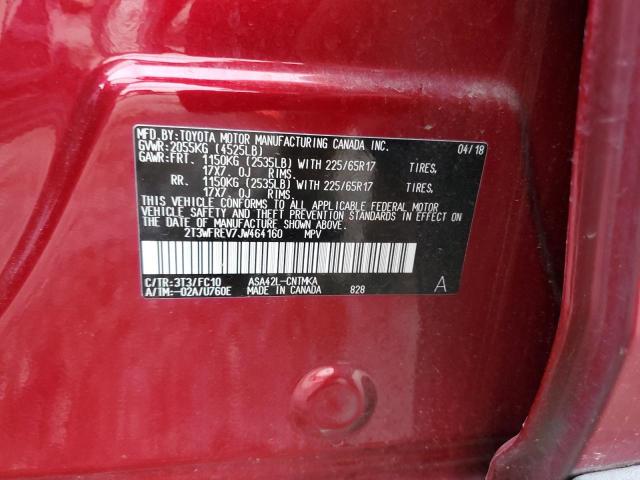 MFD.BY:TOYOTA MOTOR MANUFACTURING CANADA INC. 04/18
GVWR:2055KG (4525LB)
GAWR:FRT. 1150KG (2535LB) WITH 225/65R17 TIRES,
17X7. 0J RIMS.
RR. 1150KG (2535LB) WITH 225/65R17 TIRES,
17X7. 0J RIMS.
THIS VEHICLE CONFORMS TO ALL APPLICABLE FEDERAL MOTOR
VEHICLE SAFETY AND THEFT PREVENTION STANDARDS IN EFFECT
ON THE DATE OF MANUFACTURE SHOWN ABOVE.
2T3WFREV7JW464160 MPV
C/TR:3T3/FC10 ASA42L-CNTMKA
A/TM:-02A/U760E MADE IN CANADA 828 A